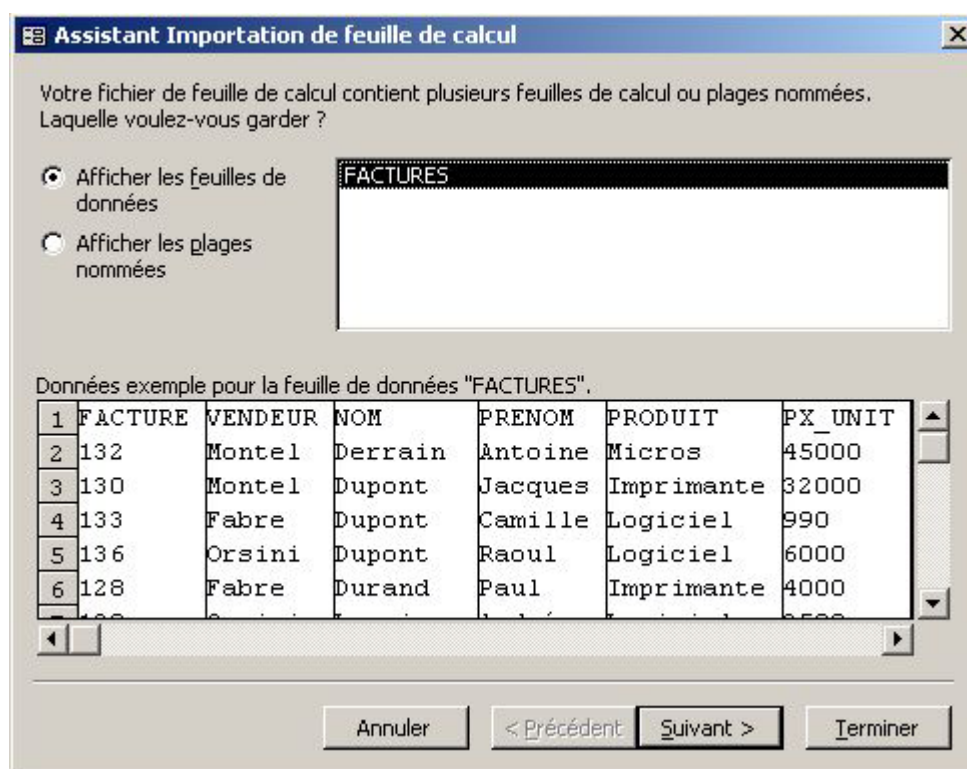 Assistant Importation de feuille de calcul
Votre fichier de feuille de calcul contient plusieurs feuilles de calcul ou plages nommées.
Laquelle voulez-vous garder ?
Afficher les feuilles de
données
Afficher les plages
nommées
FACTURES
Données exemple pour la feuille de données "FACTURES".
1 FACTURE VENDEUR NOM PRENOM PRODUIT PX_UNIT
2 132 Montel Derrain Antoine Micros 45000
3 130 Montel Dupont Jacques Imprimante 32000
4 133 Fabre Dupont Camille Logiciel 990
5 136 Orsini Dupont Raoul Logiciel 6000
6 128 Fabre Durand Paul Imprimante 4000
Annuler < Précédent Suivant > Terminer